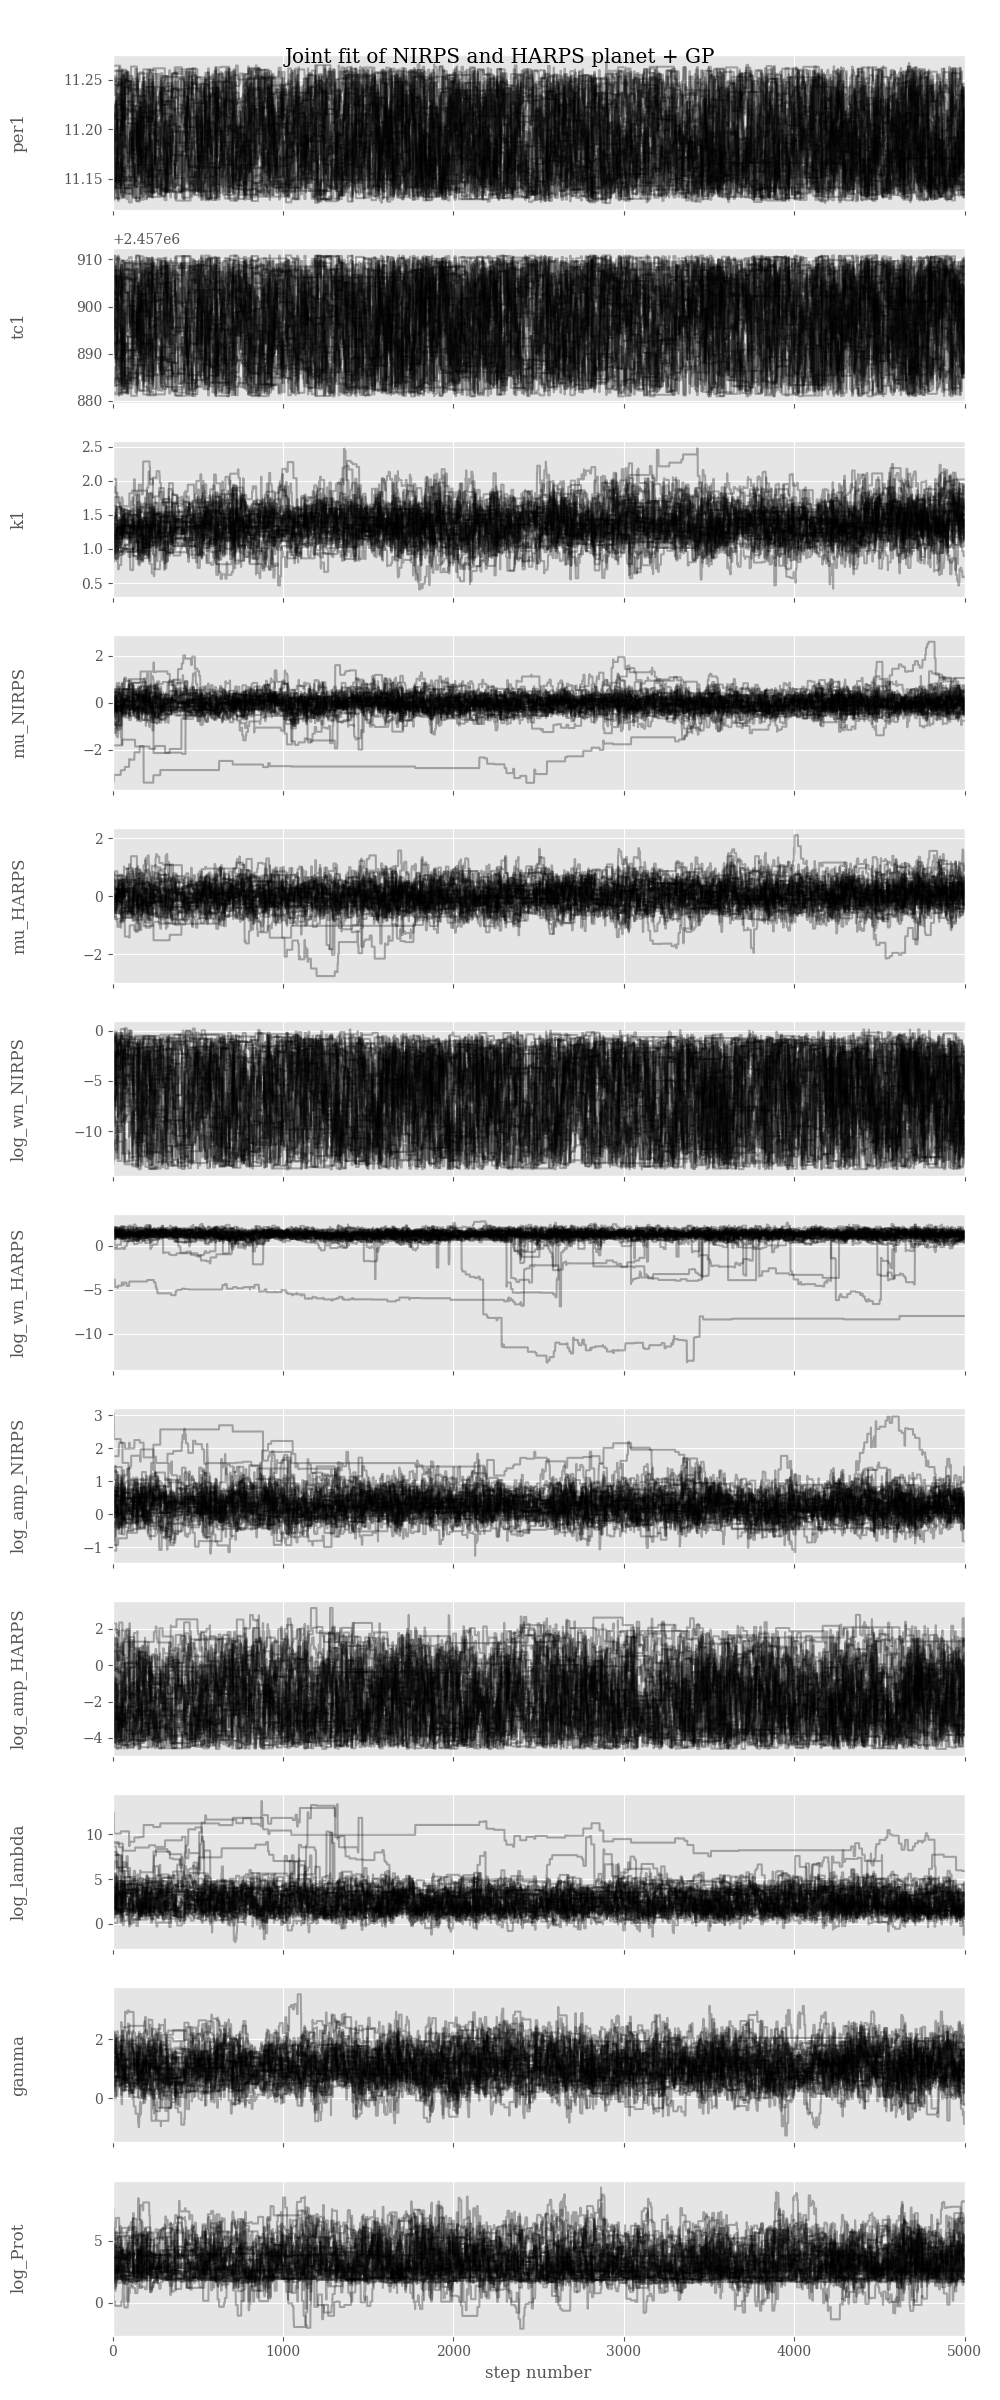 Joint fit of NIRPS and HARPS planet + GP
11.25
11.20
11.15
per1
+2.457e6
910
900
890
880
tc1
2.5
2.0
1.5
1.0
0.5
k1
2
0
−2
mu_NIRPS
2
0
−2
mu_HARPS
0
−5
−10
log_wn_NIRPS
0
−5
−10
log_wn_HARPS
3
2
1
0
−1
log_amp_NIRPS
2
0
−2
−4
log_amp_HARPS
10
5
0
log_lambda
2
0
gamma
5
0
log_Prot
0 1000 2000 3000 4000 5000
step number